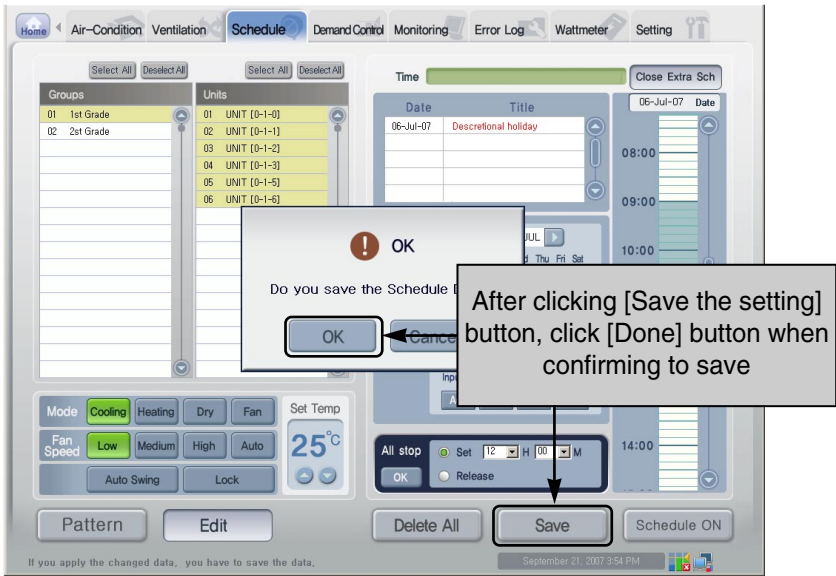 Home Air-Condition Ventilation Schedule Demand Control Monitoring Error Log Wattmeter Setting
Select All Deselect All Select All Deselect All
Groups Units
01 1st Grade
02 2st Grade
01 UNIT [0-1-0]
02 UNIT [0-1-1]
03 UNIT [0-1-2]
04 UNIT [0-1-3]
05 UNIT [0-1-5]
06 UNIT [0-1-6]
Time
Close Extra Sch
Date Title
06-Jul-07 Descretional holiday
06-Jul-07 Date
08:00
09:00
10:00
14:00
JUL
Thu Fri Sat
OK
Do you save the Schedule
OK
After clicking [Save the setting]
button, click [Done] button when
confirming to save
Mode Cooling Heating Dry Fan
Fan Speed Low Medium High Auto
Auto Swing Lock
Set Temp
25°C
All stop Set 12 H 00 M
OK Release
Pattern Edit Delete All Save Schedule ON
If you apply the changed data, you have to save the data.
September 21, 2007 3:54 PM